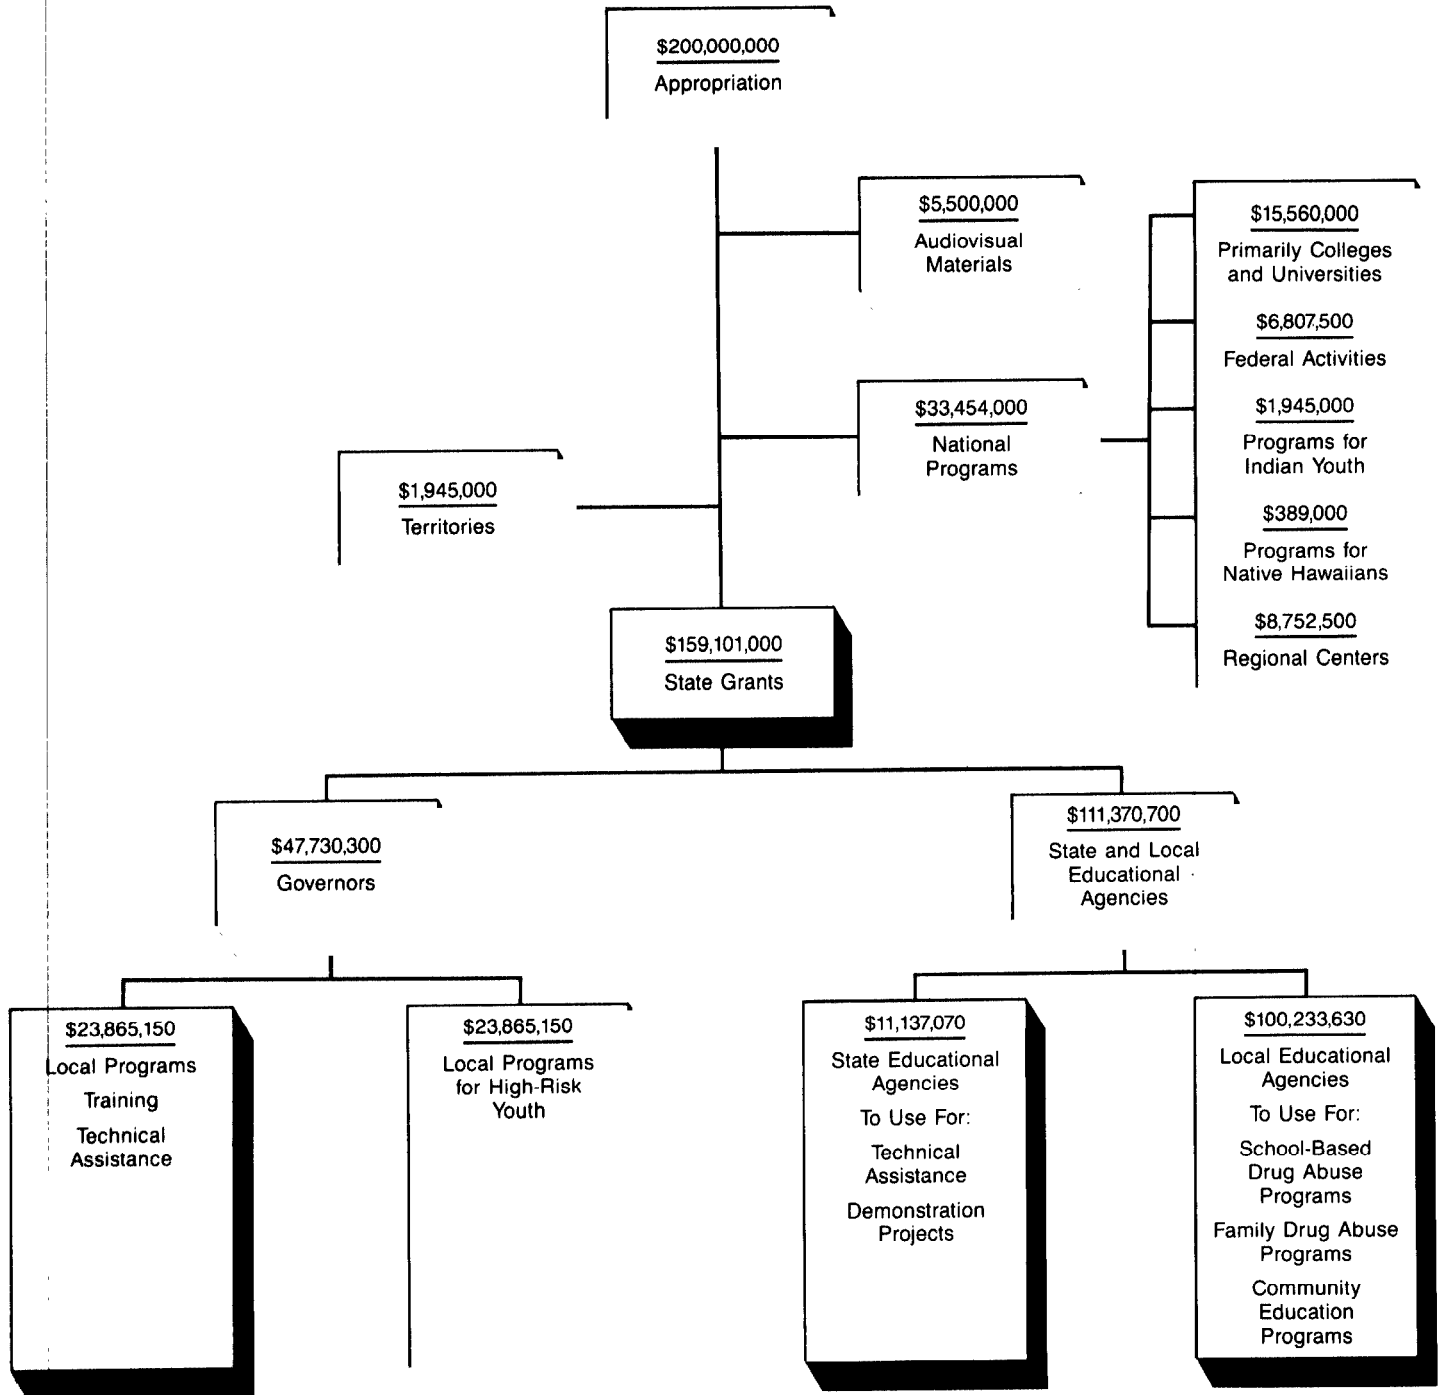 $200,000,000
Appropriation
$5,500,000
Audiovisual
Materials
$15,560,000
Primarily Colleges
and Universities
$6,807,500
Federal Activities
$33,454,000
National
Programs
$1,945,000
Programs for
Indian Youth
$1,945,000
Territories
$389,000
Programs for
Native Hawaiians
$8,752,500
Regional Centers
$159,101,000
State Grants
$47,730,300
Governors
$111,370,700
State and Local
Educational
Agencies
$23,865,150
Local Programs
Training
Technical
Assistance
$23,865,150
Local Programs
for High-Risk
Youth
$11,137,070
State Educational
Agencies
To Use For:
Technical
Assistance
Demonstration
Projects
$100,233,630
Local Educational
Agencies
To Use For:
School-Based
Drug Abuse
Programs
Family Drug Abuse
Programs
Community
Education
Programs